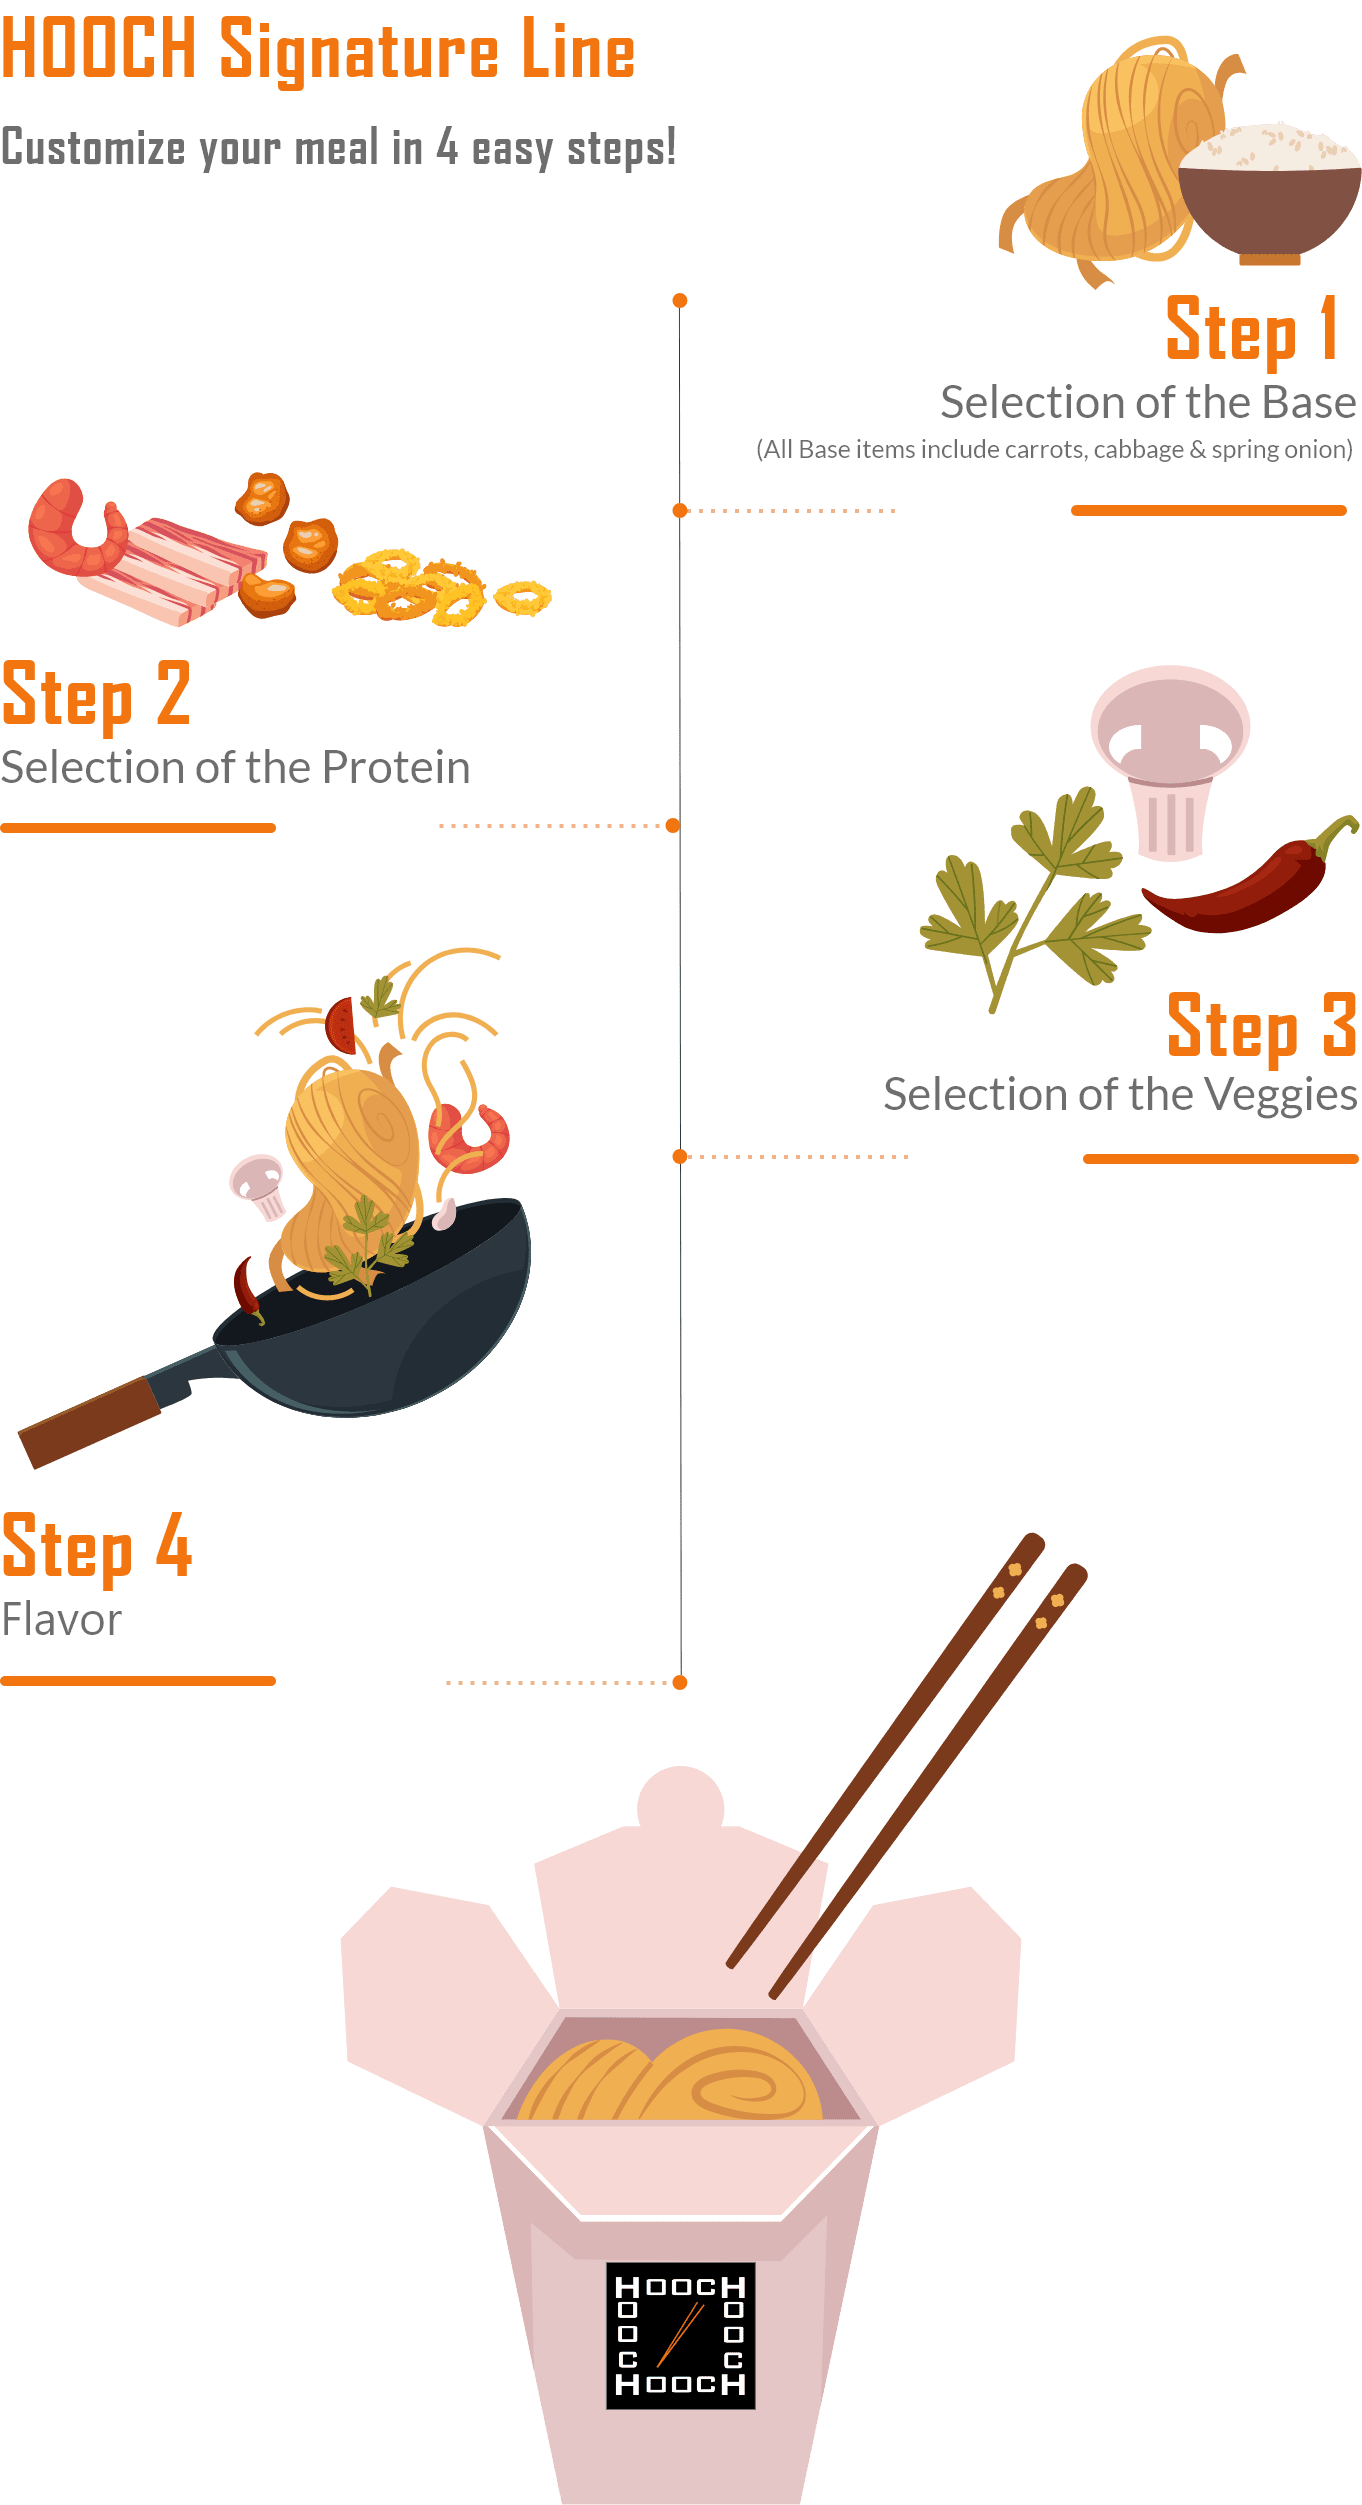 HOOCH Signature Line
Customize your meal in 4 easy steps!
Step 1
Selection of the Base
(All Base items include carrots, cabbage & spring onion)
Step 2
Selection of the Protein
Step 3
Selection of the Veggies
Step 4
Flavor
HOOCH
O O
O O
C C
HOOCH